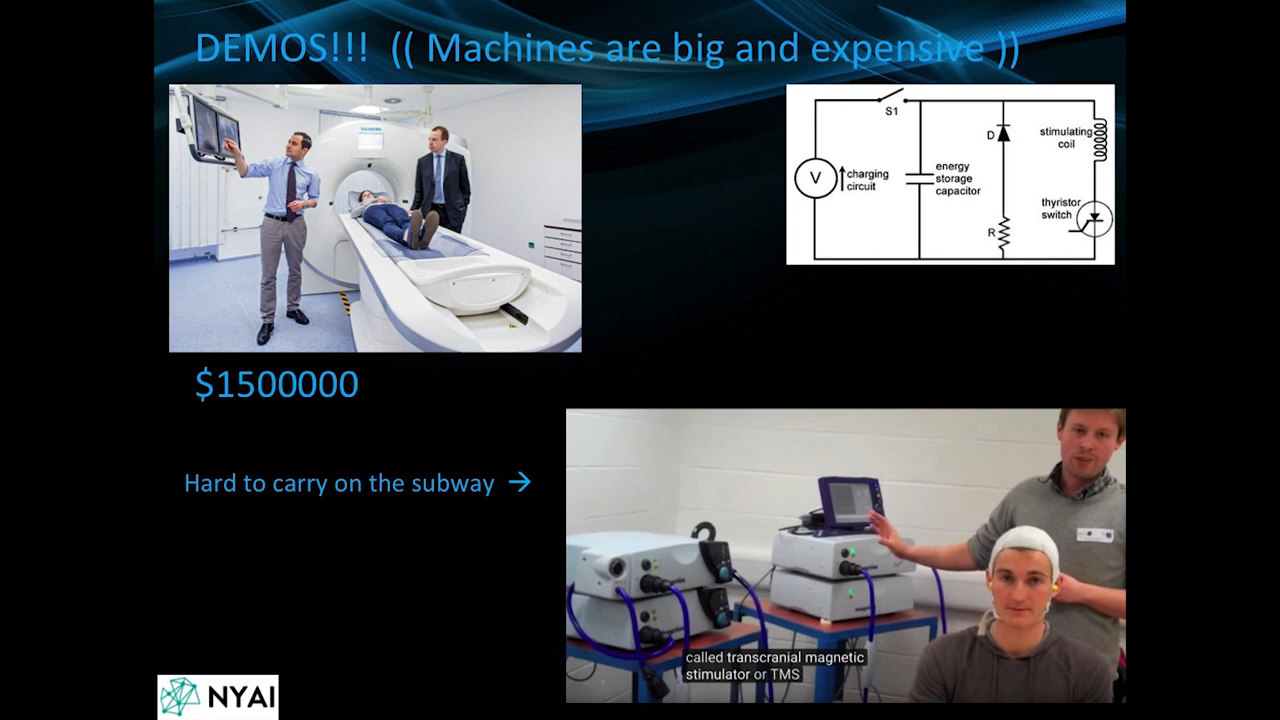 DEMOS!!! (( Machines are big and expensive ))
SIEMENS
S1
D
stimulating
coil
V
charging
circuit
energy
storage
capacitor
thyristor
switch
R
$1500000
Hard to carry on the subway →
called transcranial magnetic
stimulator or TMS
NYAI